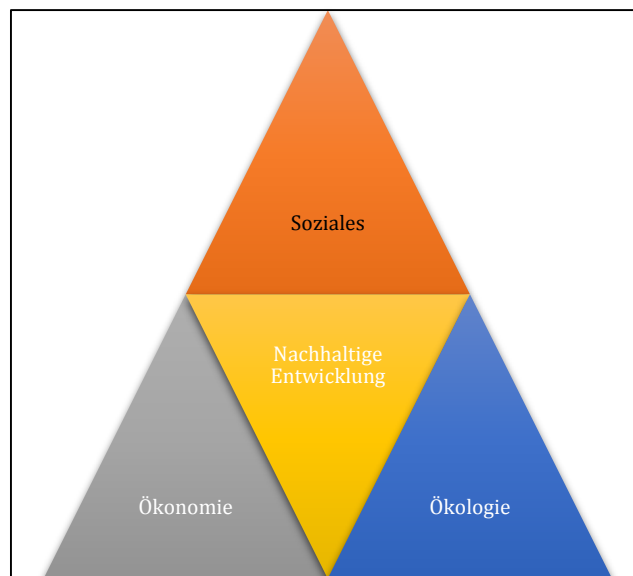 Soziales
Nachhaltige
Entwicklung
Ökonomie
Ökologie